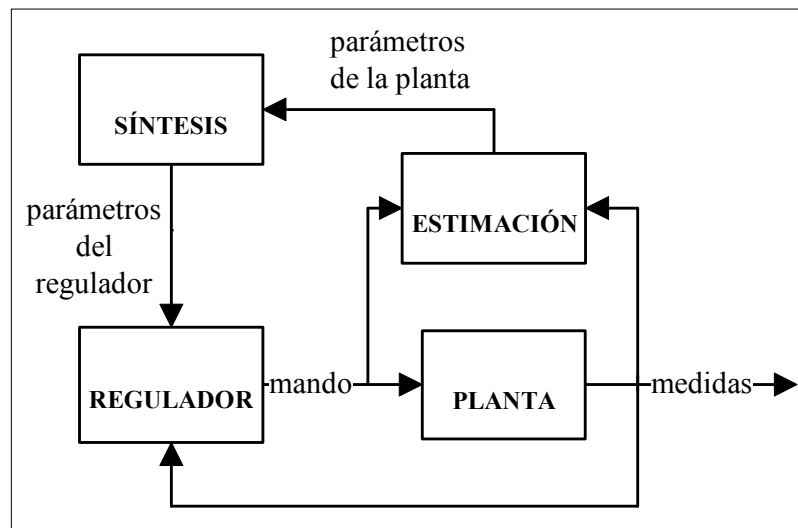 parámetros
de la planta
SÍNTESIS
parámetros
del
regulador
ESTIMACIÓN
REGULADOR
mando
PLANTA
medidas